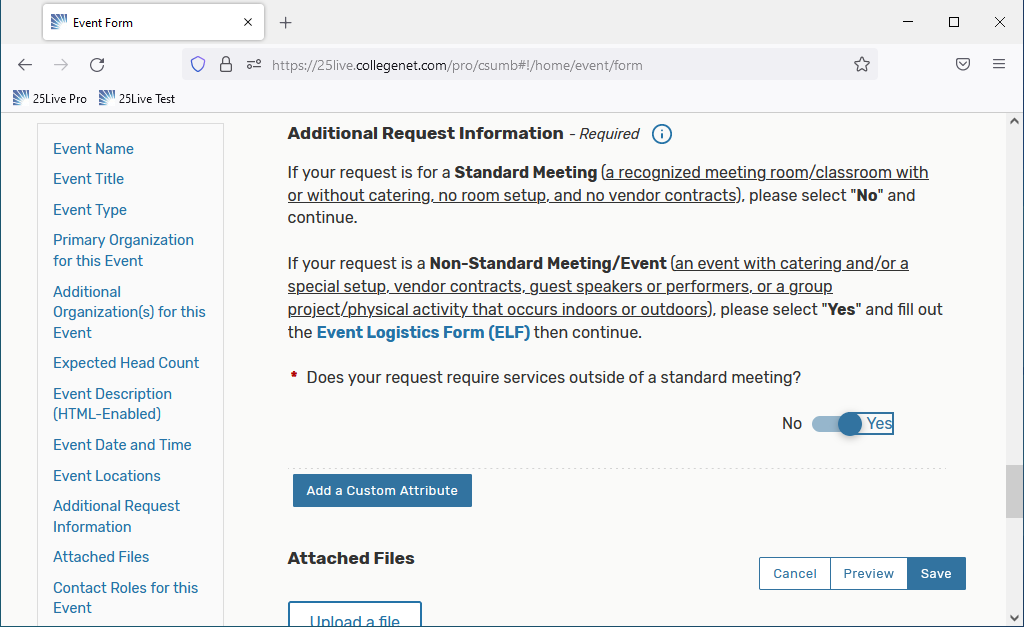 Event Form
https://25live.collegenet.com/pro/csumb#!/home/event/form
25Live Pro
25Live Test
Event Name
Event Title
Event Type
Primary Organization
for this Event
Additional
Organization(s) for this
Event
Expected Head Count
Event Description
(HTML-Enabled)
Event Date and Time
Event Locations
Additional Request
Information
Attached Files
Contact Roles for this
Event
Additional Request Information - Required
If your request is for a Standard Meeting (a recognized meeting room/classroom with
or without catering, no room setup, and no vendor contracts), please select "No" and
continue.
If your request is a Non-Standard Meeting/Event (an event with catering and/or a
special setup, vendor contracts, guest speakers or performers, or a group
project/physical activity that occurs indoors or outdoors), please select "Yes" and fill out
the Event Logistics Form (ELF) then continue.
* Does your request require services outside of a standard meeting?
No Yes
Add a Custom Attribute
Attached Files
Cancel Preview Save
Upload a file